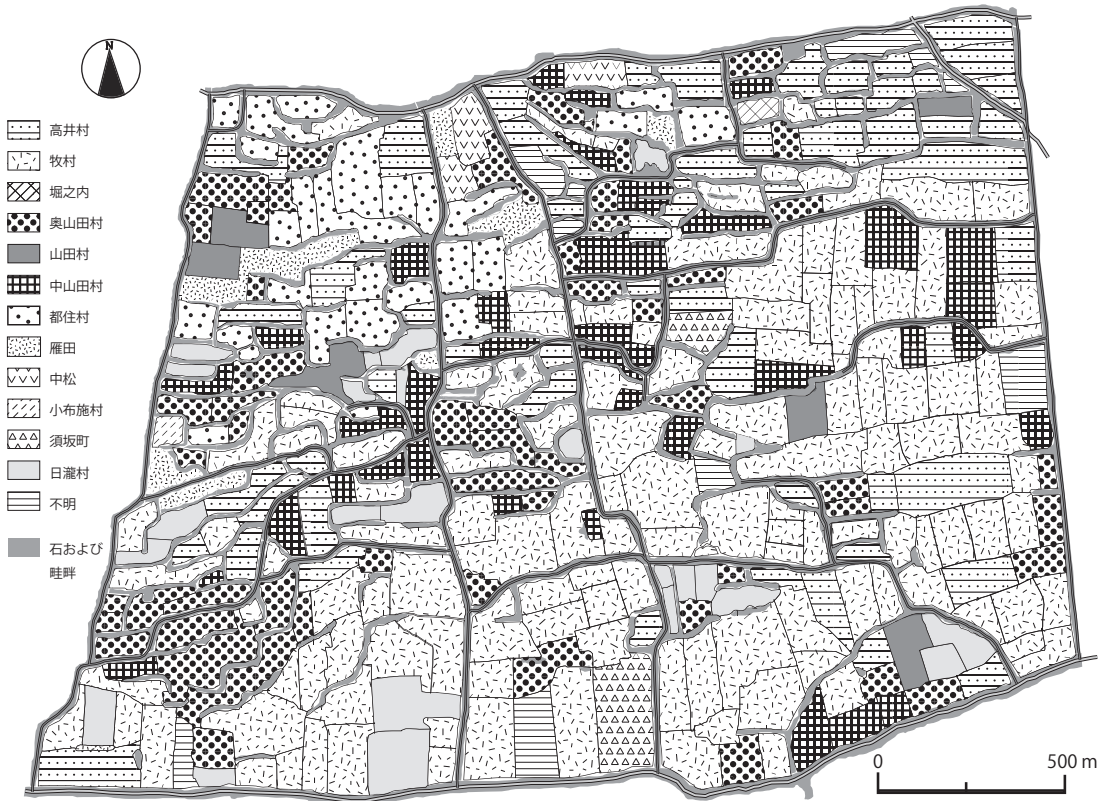 N
高井村
牧村
堀之内
奥山田村
山田村
中山田村
都住村
雁田
中松
小布施村
須坂町
日瀧村
不明
石および
畦畔
0
500 m